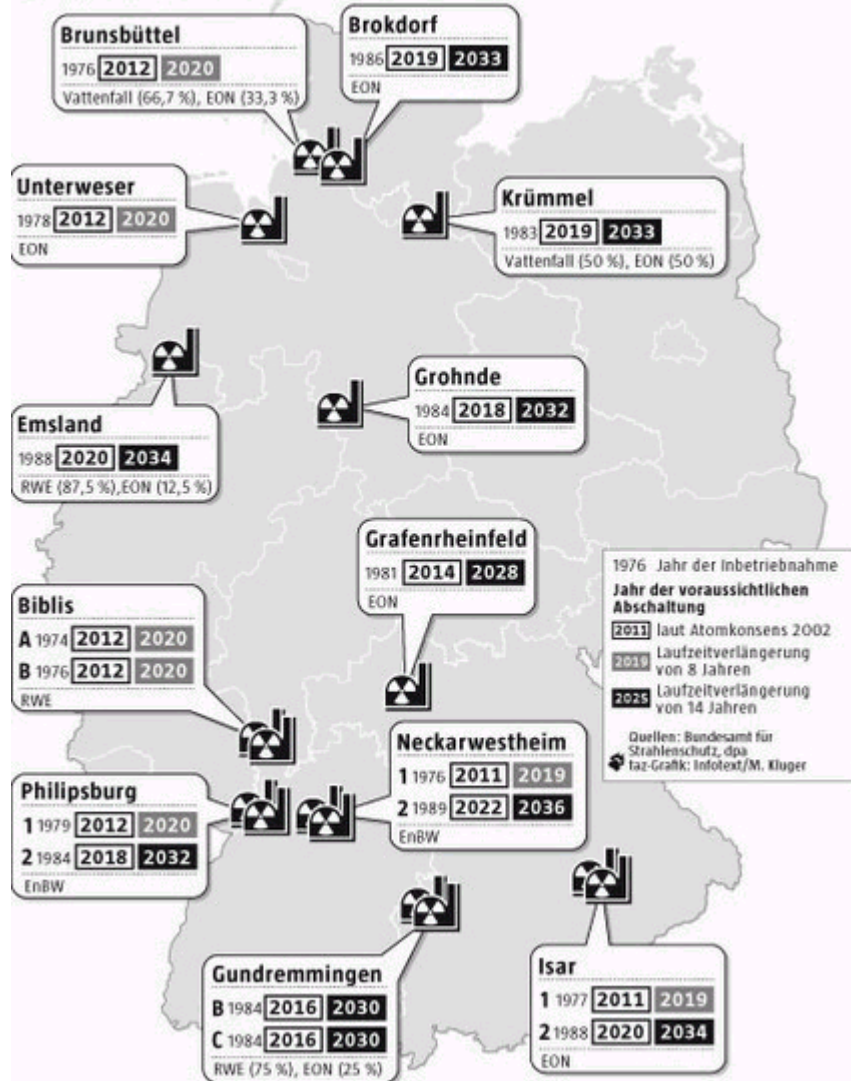 Brunsbüttel
1976 2012 2020
Vattenfall (66,7 %), EON (33,3 %)
Brokdorf
1986 2019 2033
EON
Unterweser
1978 2012 2020
EON
Krümmel
1983 2019 2033
Vattenfall (50 %), EON (50 %)
Emsland
1988 2020 2034
RWE (87,5 %),EON (12,5 %)
Grohnde
1984 2018 2032
EON
Grafenrheinfeld
1981 2014 2028
EON
1976 Jahr der Inbetriebnahme
Jahr der voraussichtlichen
Abschaltung
2011 laut Atomkonsens 2002
2019 Laufzeitverlängerung
von 8 Jahren
2025 Laufzeitverlängerung
von 14 Jahren
Quellen: Bundesamt für
Strahlenschutz, dpa
taz-Grafik: Infotext/M. Kluger
Biblis
A 1974 2012 2020
B 1976 2012 2020
RWE
Neckarwestheim
1 1976 2011 2019
2 1989 2022 2036
EnBW
Philipsburg
1 1979 2012 2020
2 1984 2018 2032
EnBW
Gundremmingen
B 1984 2016 2030
C 1984 2016 2030
RWE (75 %), EON (25 %)
Isar
1 1977 2011 2019
2 1988 2020 2034
EON